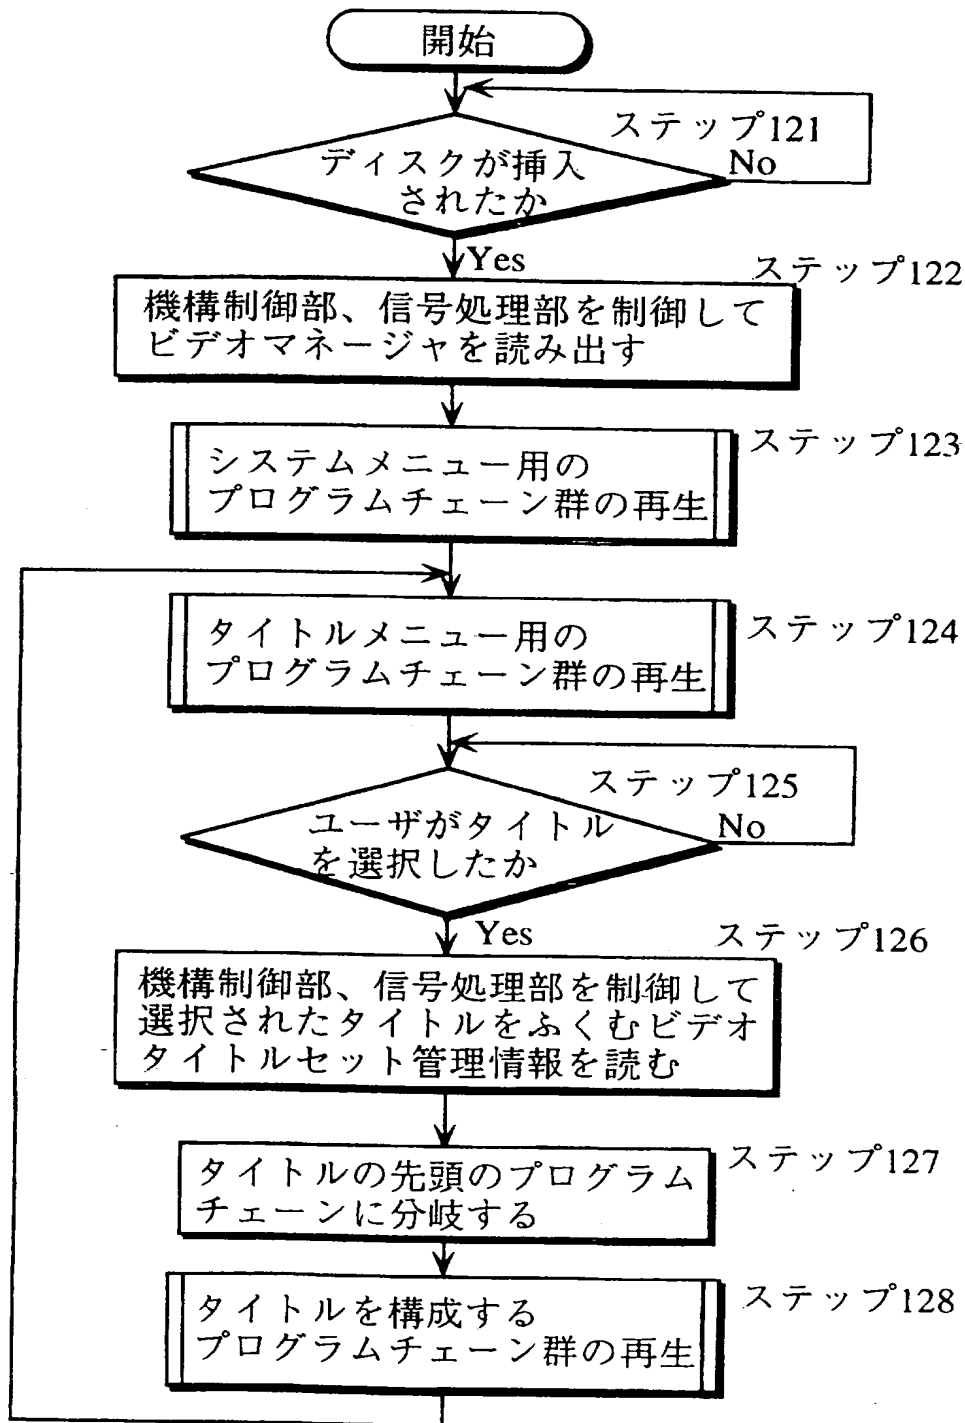 開始
ステップ121
ディスクが挿入
されたか
No
Yes
ステップ122
機構制御部、信号処理部を制御して
ビデオマネージャを読み出す
ステップ123
システムメニュー用の
プログラムチェーン群の再生
ステップ124
タイトルメニュー用の
プログラムチェーン群の再生
ステップ125
ユーザがタイトル
を選択したか
No
Yes
ステップ126
機構制御部、信号処理部を制御して
選択されたタイトルをふくむビデオ
タイトルセット管理情報を読む
ステップ127
タイトルの先頭のプログラム
チェーンに分岐する
ステップ128
タイトルを構成する
プログラムチェーン群の再生